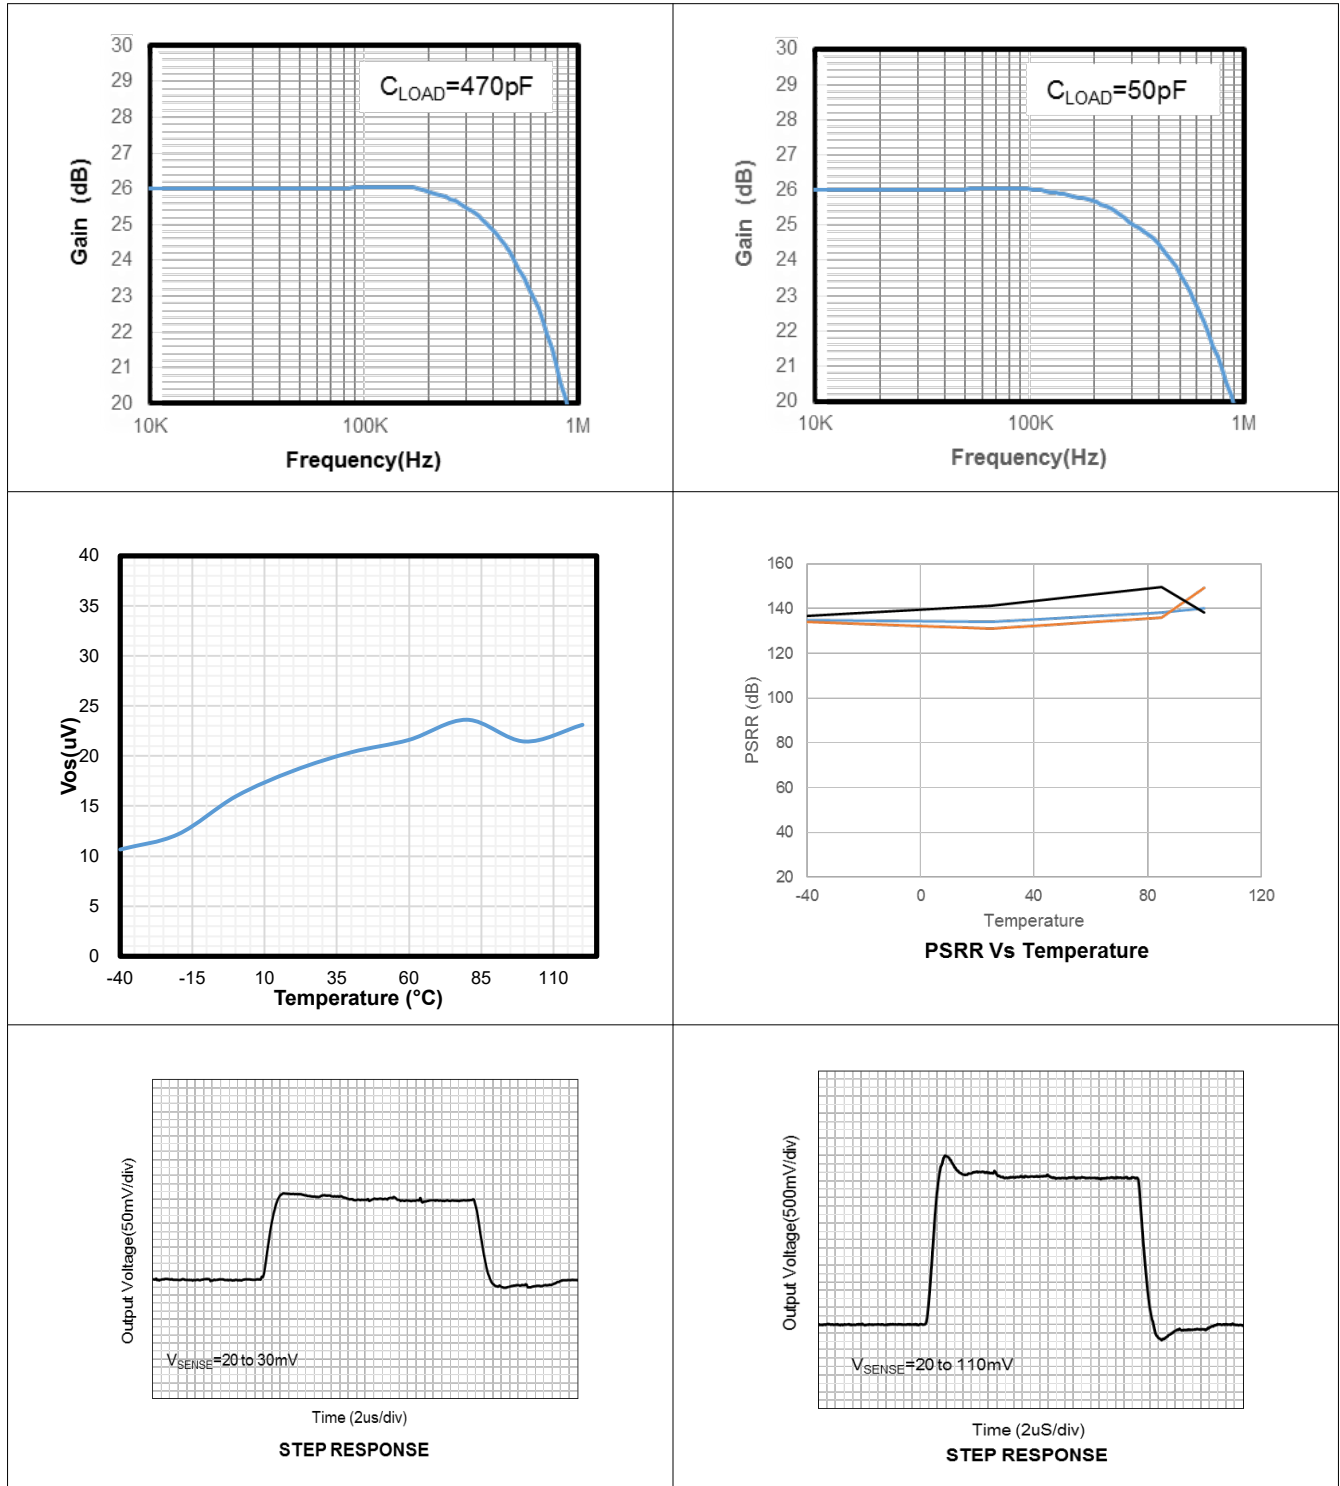 30
29
28
27
26
25
24
23
22
21
20
Gain (dB)
C_LOAD=470pF
10K 100K 1M
Frequency(Hz)
30
29
28
27
26
25
24
23
22
21
20
Gain (dB)
C_LOAD=50pF
10K 100K 1M
Frequency(Hz)
40
35
30
25
20
15
10
5
0
Vos(uV)
-40 -15 10 35 60 85 110
Temperature (°C)
160
140
120
100
80
60
40
20
PSRR (dB)
-40 0 40 80 120
Temperature
PSRR Vs Temperature
Output Voltage(50mV/div)
V_SENSE=20 to 30mV
Time (2us/div)
STEP RESPONSE
Output Voltage(500mV/div)
V_SENSE=20 to 110mV
Time (2uS/div)
STEP RESPONSE